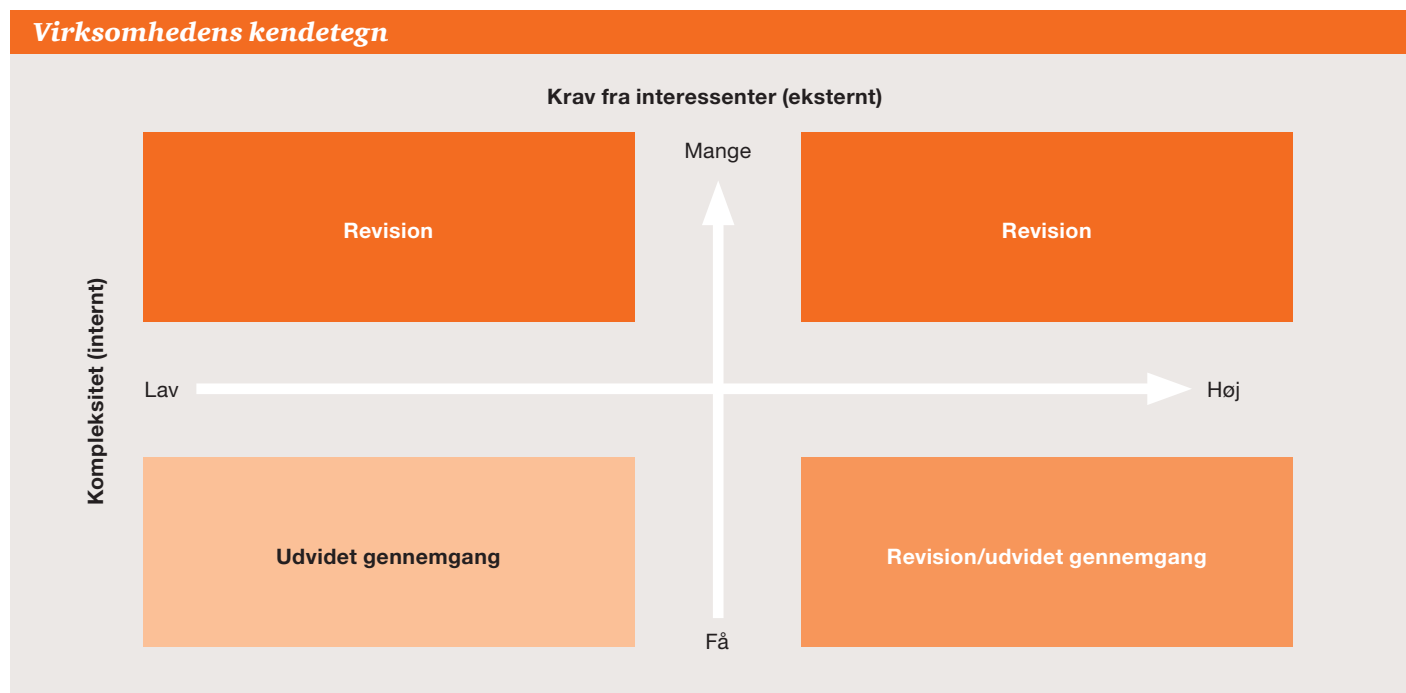 Virksomhedens kendetegn
Krav fra interessenter (eksternt)
Mange
Revision
Revision
Kompleksitet (internt)
Lav
Høj
Udvidet gennemgang
Revision/udvidet gennemgang
Få